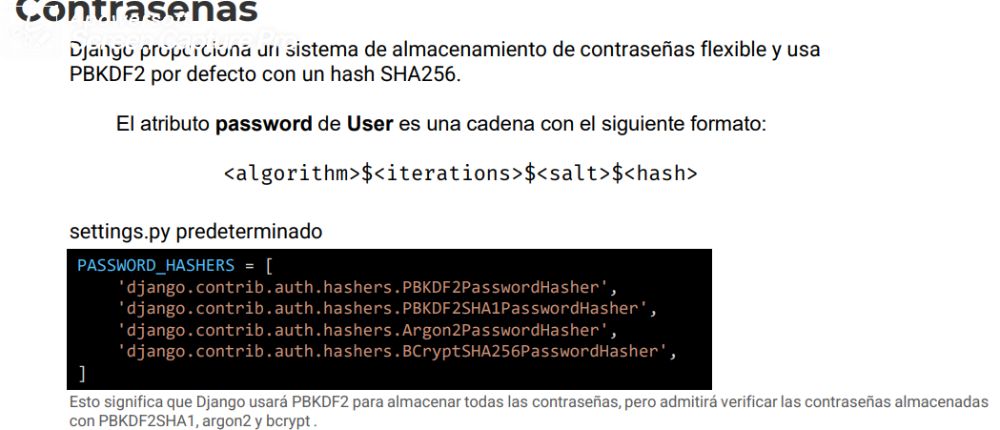 Contraseñas
Django proporciona un sistema de almacenamiento de contraseñas flexible y usa
PBKDF2 por defecto con un hash SHA256.
El atributo password de User es una cadena con el siguiente formato:
<algorithm>$<iterations>$<salt>$<hash>
settings.py predeterminado
PASSWORD_HASHERS = [
    'django.contrib.auth.hashers.PBKDF2PasswordHasher',
    'django.contrib.auth.hashers.PBKDF2SHA1PasswordHasher',
    'django.contrib.auth.hashers.Argon2PasswordHasher',
    'django.contrib.auth.hashers.BCryptSHA256PasswordHasher',
]
Esto significa que Django usará PBKDF2 para almacenar todas las contraseñas, pero admitirá verificar las contraseñas almacenadas
con PBKDF2SHA1, argon2 y bcrypt .